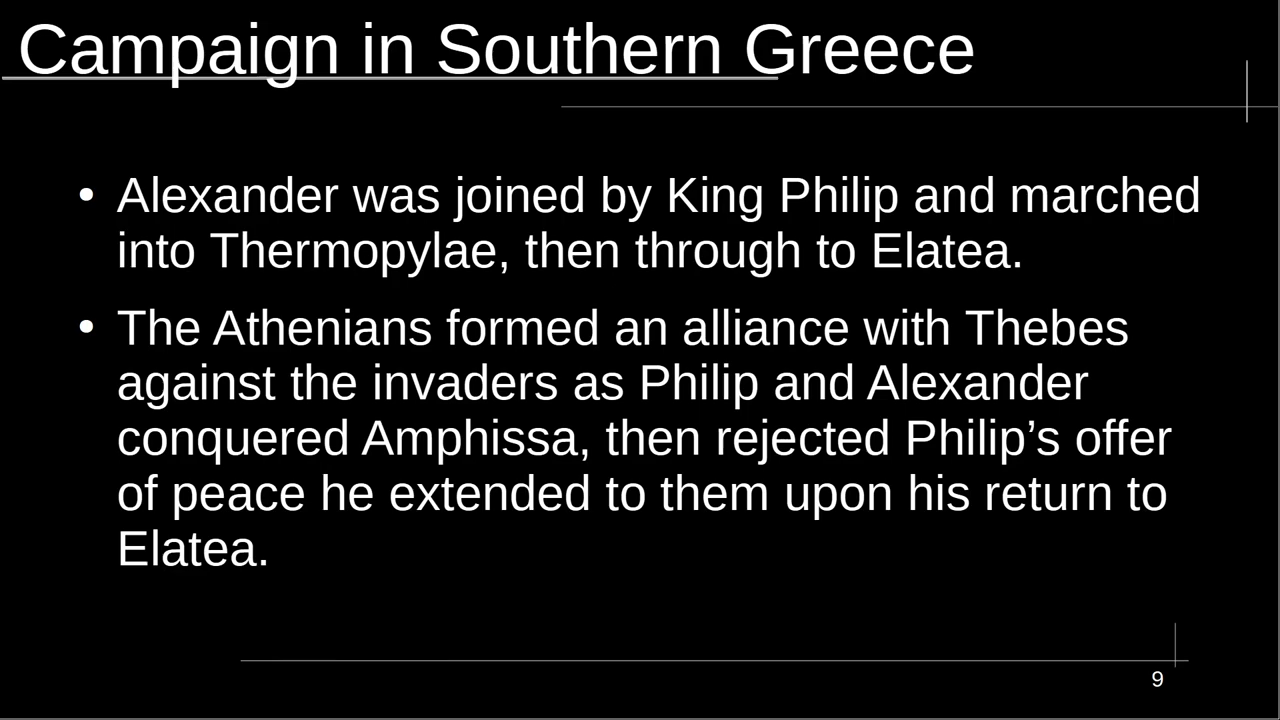 Campaign in Southern Greece
• Alexander was joined by King Philip and marched
into Thermopylae, then through to Elatea.
• The Athenians formed an alliance with Thebes
against the invaders as Philip and Alexander
conquered Amphissa, then rejected Philip’s offer
of peace he extended to them upon his return to
Elatea.
9